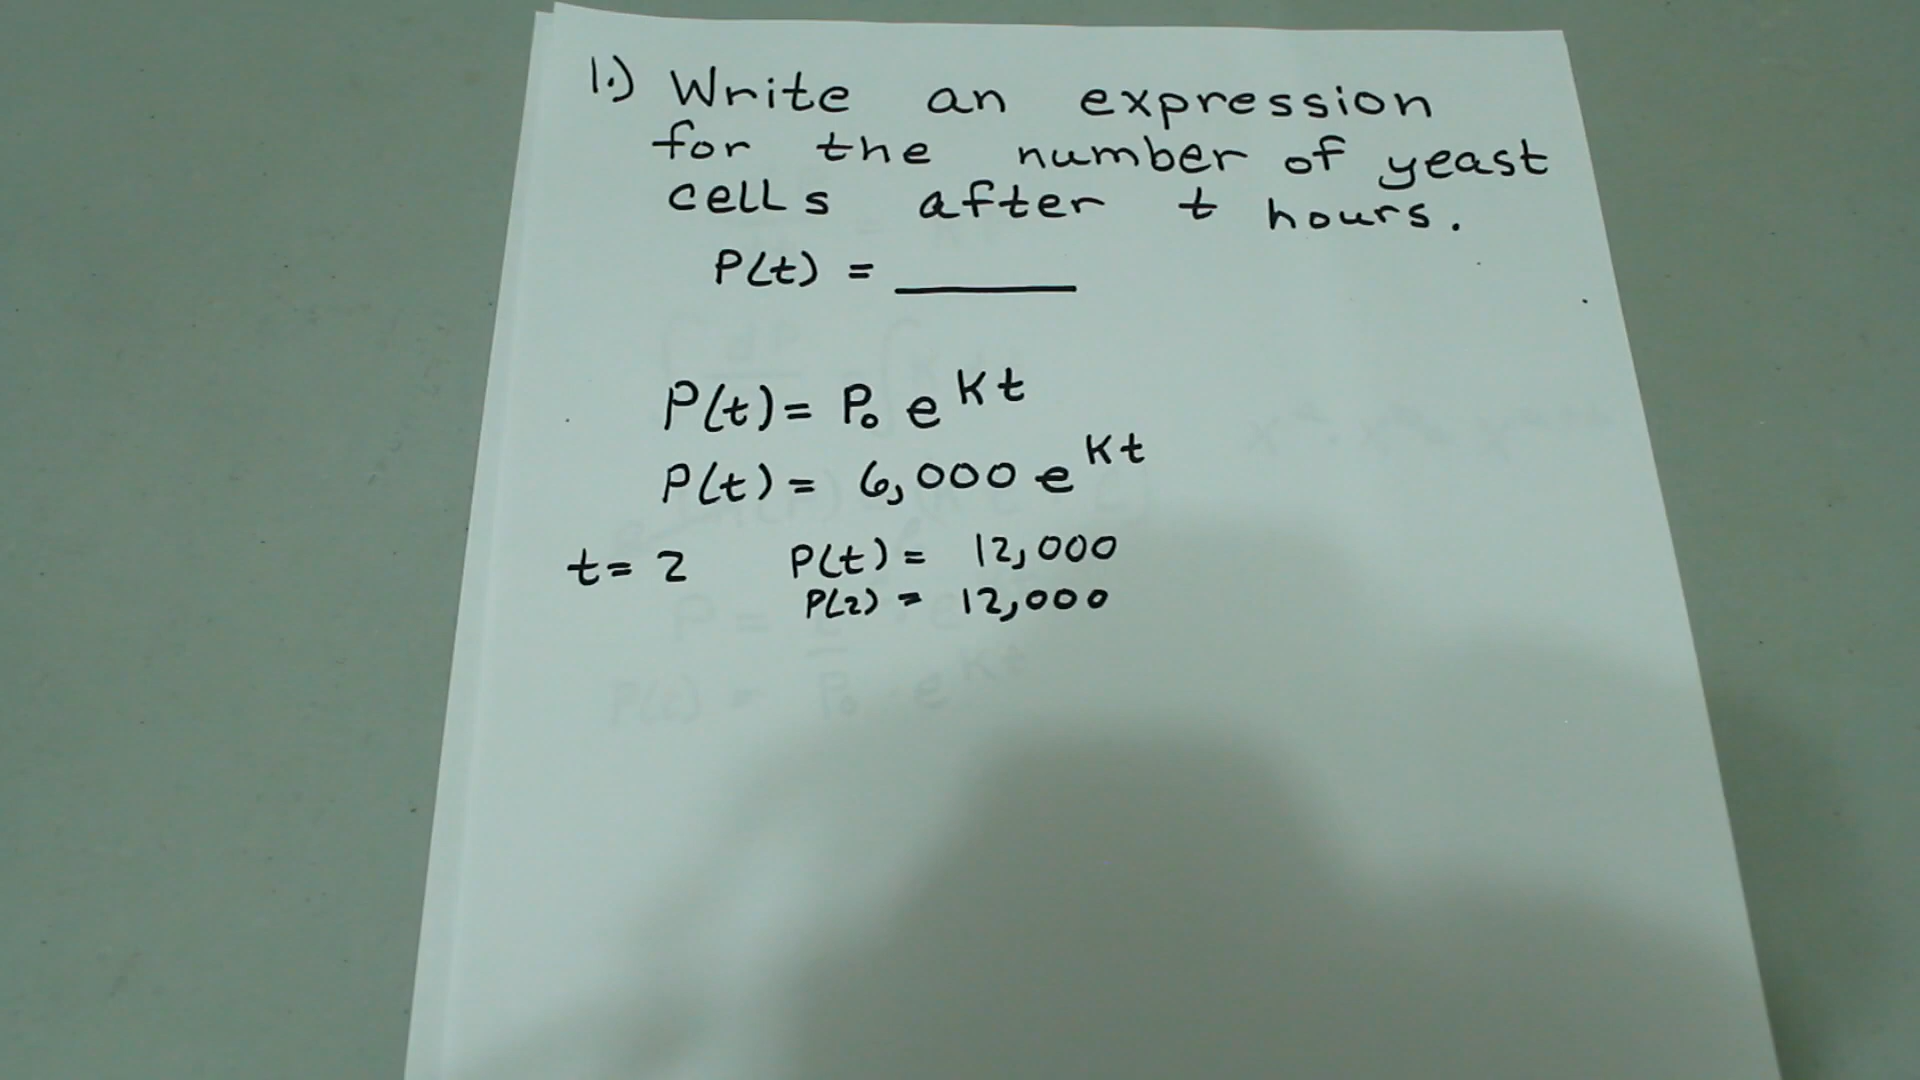 1.) Write an expression
for the number of yeast
cells after t hours.
P(t) = ______
P(t) = P₀ e^{Kt}
P(t) = 6,000 e^{Kt}
t = 2 P(t) = 12,000
P(2) = 12,000